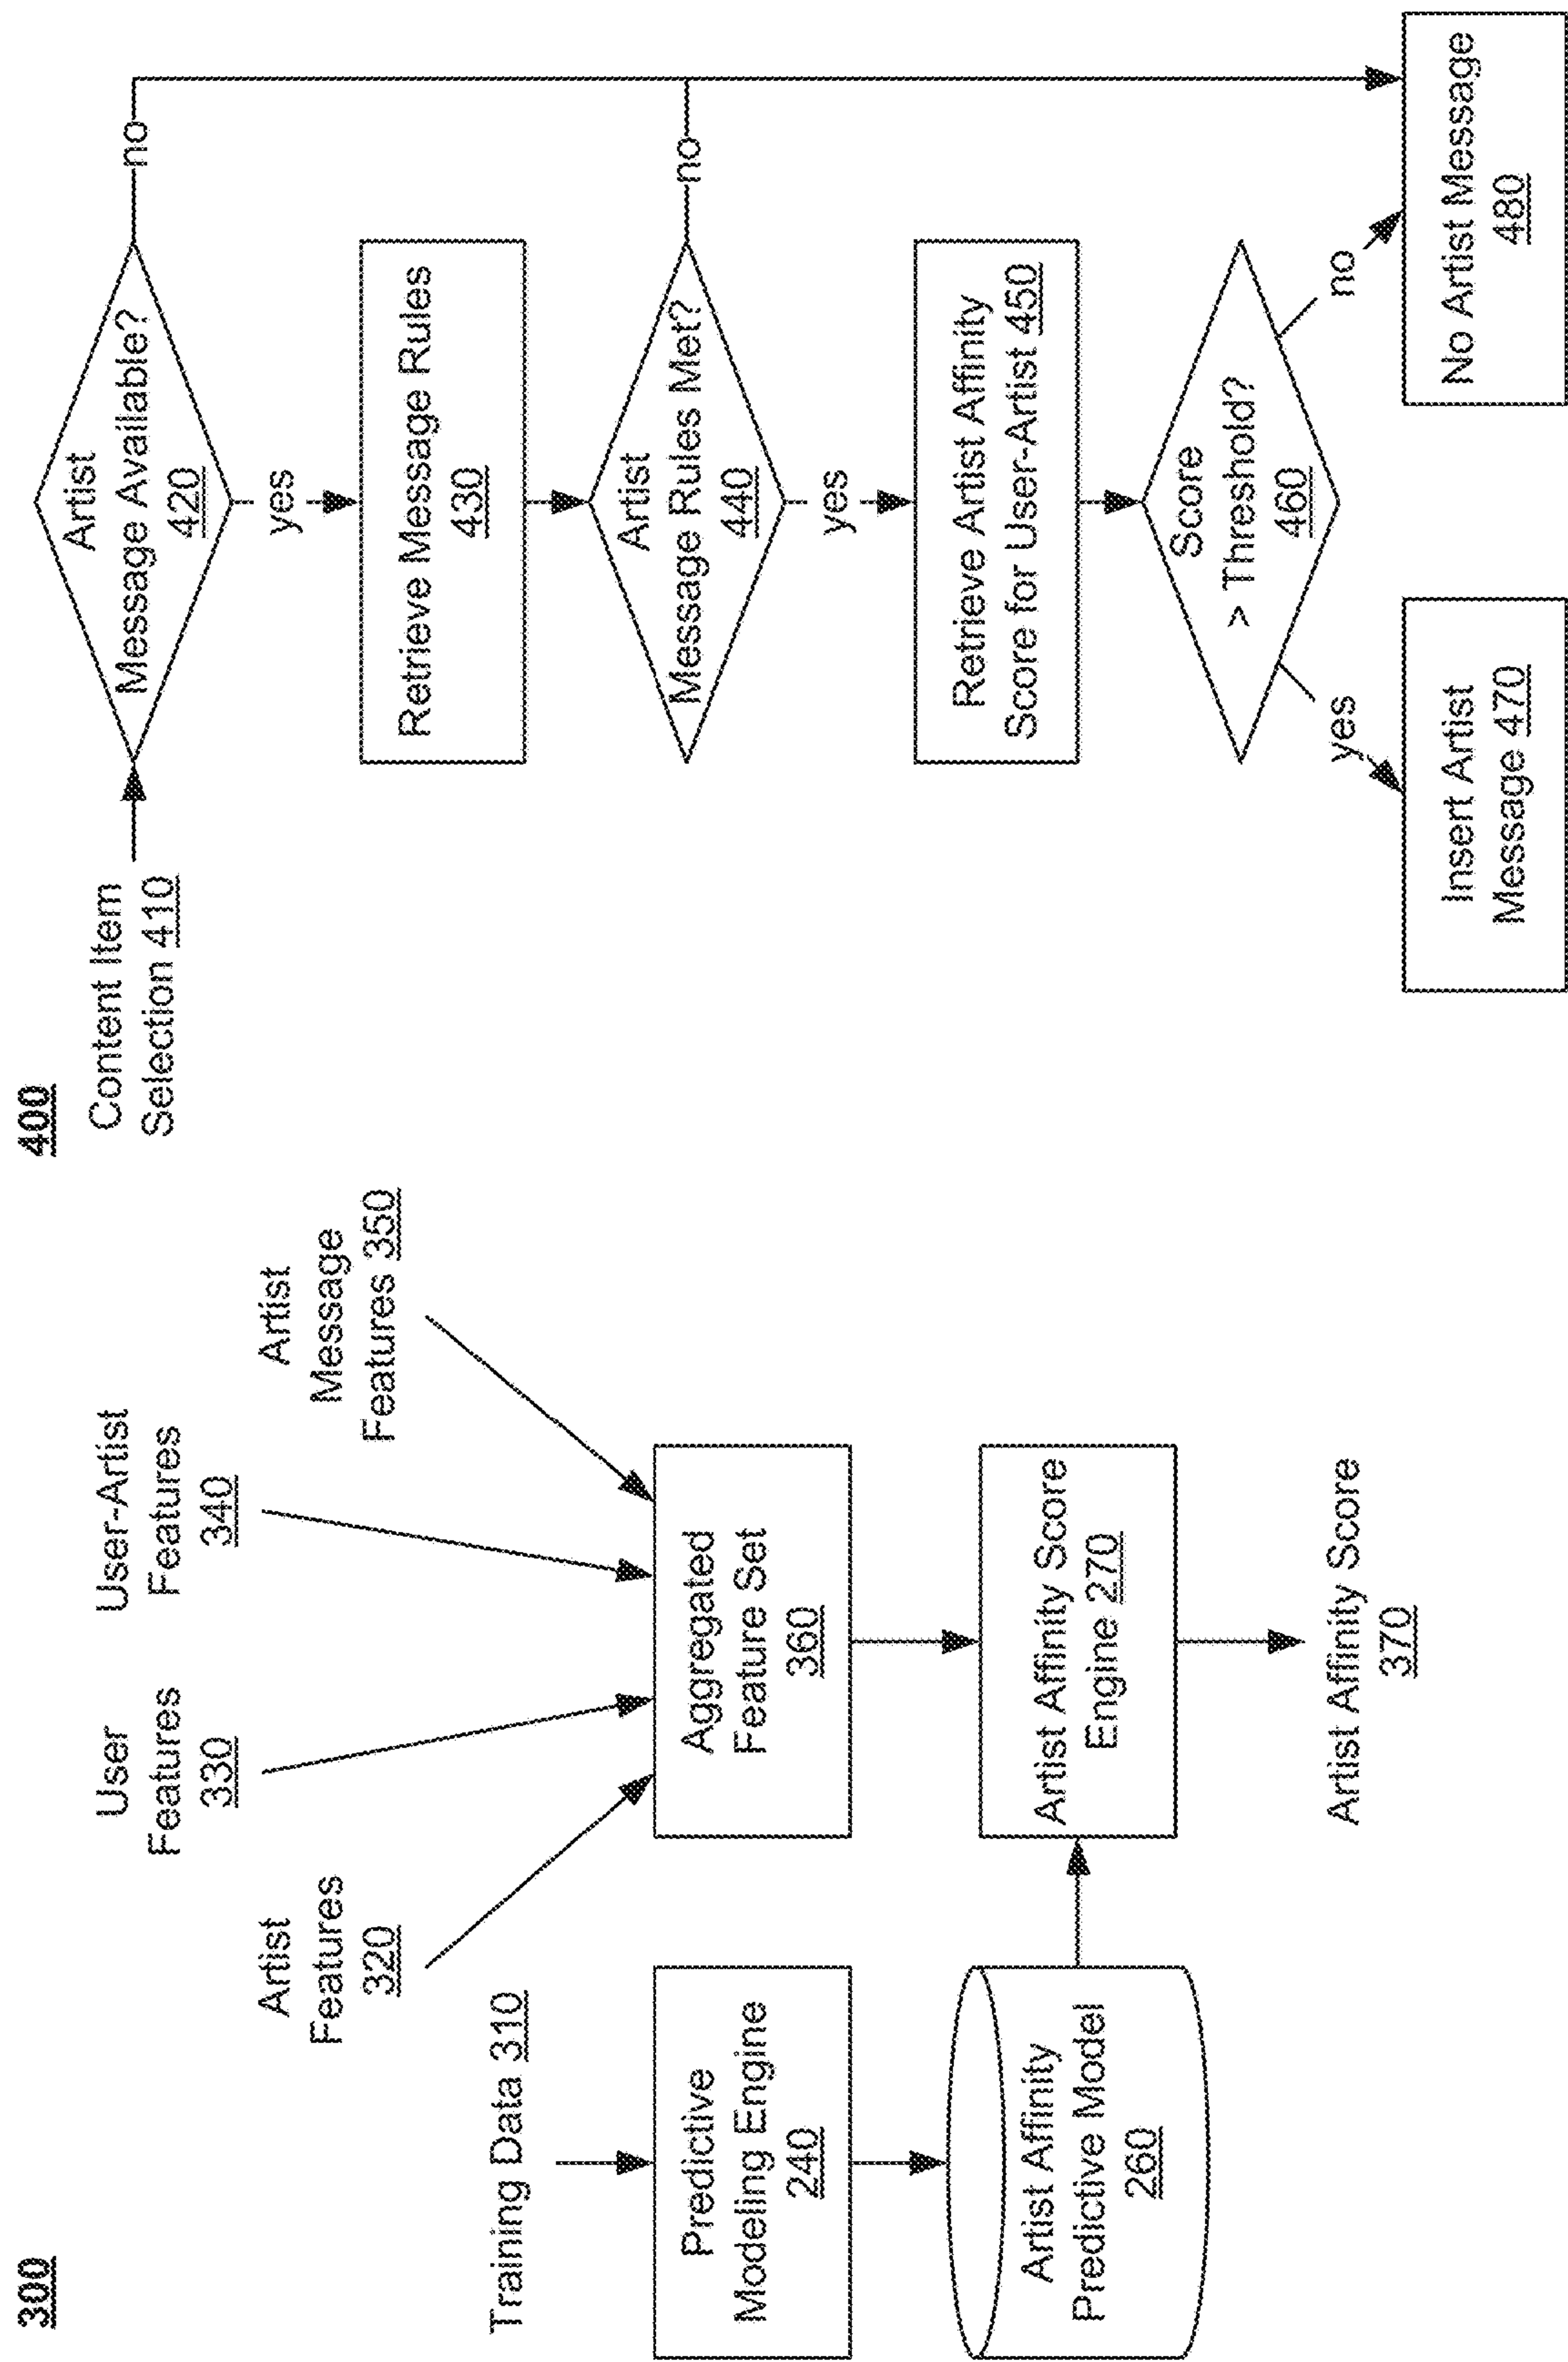 300
Training Data 310
Predictive
Modeling Engine
240
Artist Affinity
Predictive Model
260
Artist
Features
320
User
Features
330
User-Artist
Features
340
Artist
Message
Features 350
Aggregated
Feature Set
360
Artist Affinity Score
Engine 270
Artist Affinity Score
370
400
Content Item
Selection 410
Artist
Message Available?
420
no
yes
Retrieve Message Rules
430
Artist
Message Rules Met?
440
no
yes
Retrieve Artist Affinity
Score for User-Artist 450
Score
> Threshold?
460
yes
no
Insert Artist
Message 470
No Artist Message
480